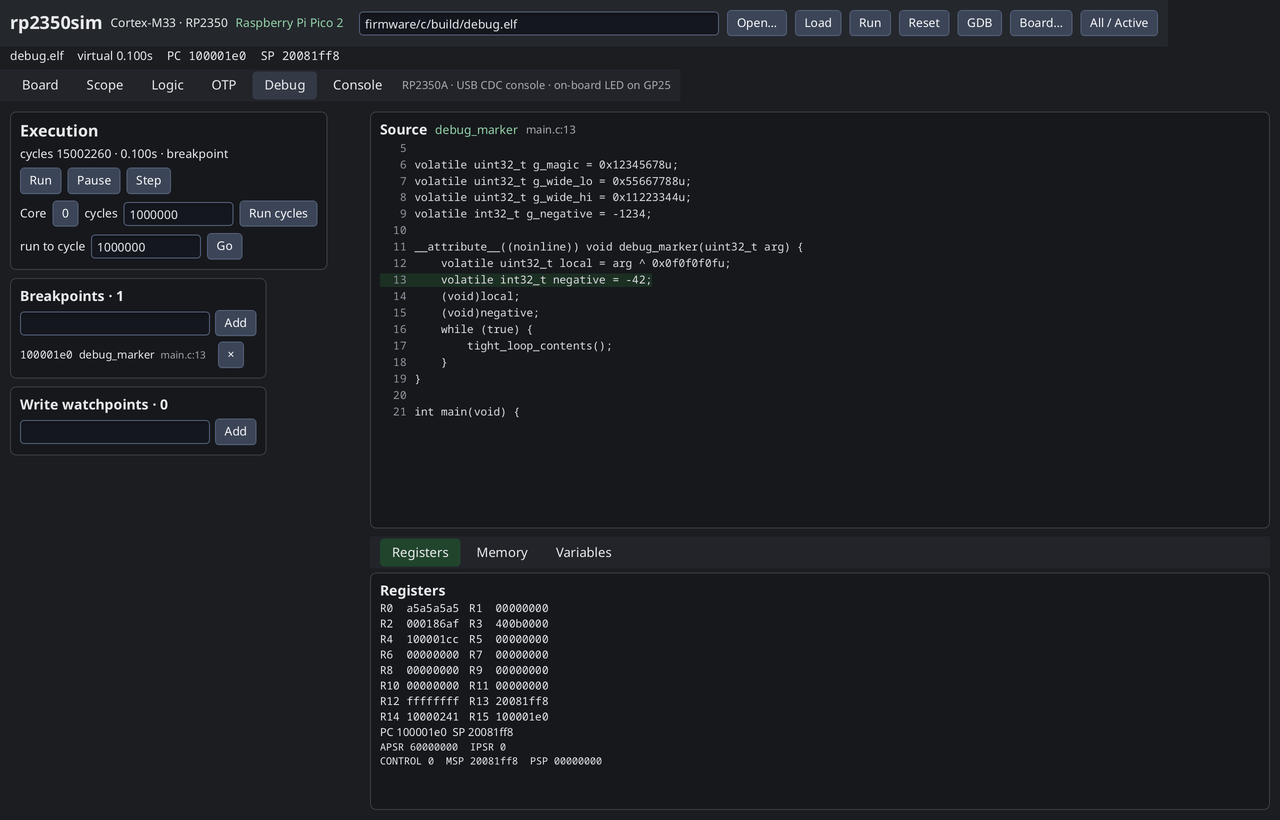 rp2350sim Cortex-M33 · RP2350 Raspberry Pi Pico 2 firmware/c/build/debug.elf Open... Load Run Reset GDB Board... All / Active
debug.elf virtual 0.100s PC 100001e0 SP 20081ff8
Board Scope Logic OTP Debug Console RP2350A · USB CDC console · on-board LED on GP25
Execution
cycles 15002260 · 0.100s · breakpoint
Run Pause Step
Core 0 cycles 1000000 Run cycles
run to cycle 1000000 Go
Breakpoints · 1
Add
100001e0 debug_marker main.c:13 ×
Write watchpoints · 0
Add
Source debug_marker main.c:13
5
6 volatile uint32_t g_magic = 0x12345678u;
7 volatile uint32_t g_wide_lo = 0x55667788u;
8 volatile uint32_t g_wide_hi = 0x11223344u;
9 volatile int32_t g_negative = -1234;
10
11 __attribute__((noinline)) void debug_marker(uint32_t arg) {
12     volatile uint32_t local = arg ^ 0x0f0f0f0fu;
13     volatile int32_t negative = -42;
14     (void)local;
15     (void)negative;
16     while (true) {
17         tight_loop_contents();
18     }
19 }
20
21 int main(void) {
Registers Memory Variables
Registers
R0 a5a5a5a5 R1 00000000
R2 000186af R3 400b0000
R4 100001cc R5 00000000
R6 00000000 R7 00000000
R8 00000000 R9 00000000
R10 00000000 R11 00000000
R12 ffffffff R13 20081ff8
R14 10000241 R15 100001e0
PC 100001e0 SP 20081ff8
APSR 60000000 IPSR 0
CONTROL 0 MSP 20081ff8 PSP 00000000